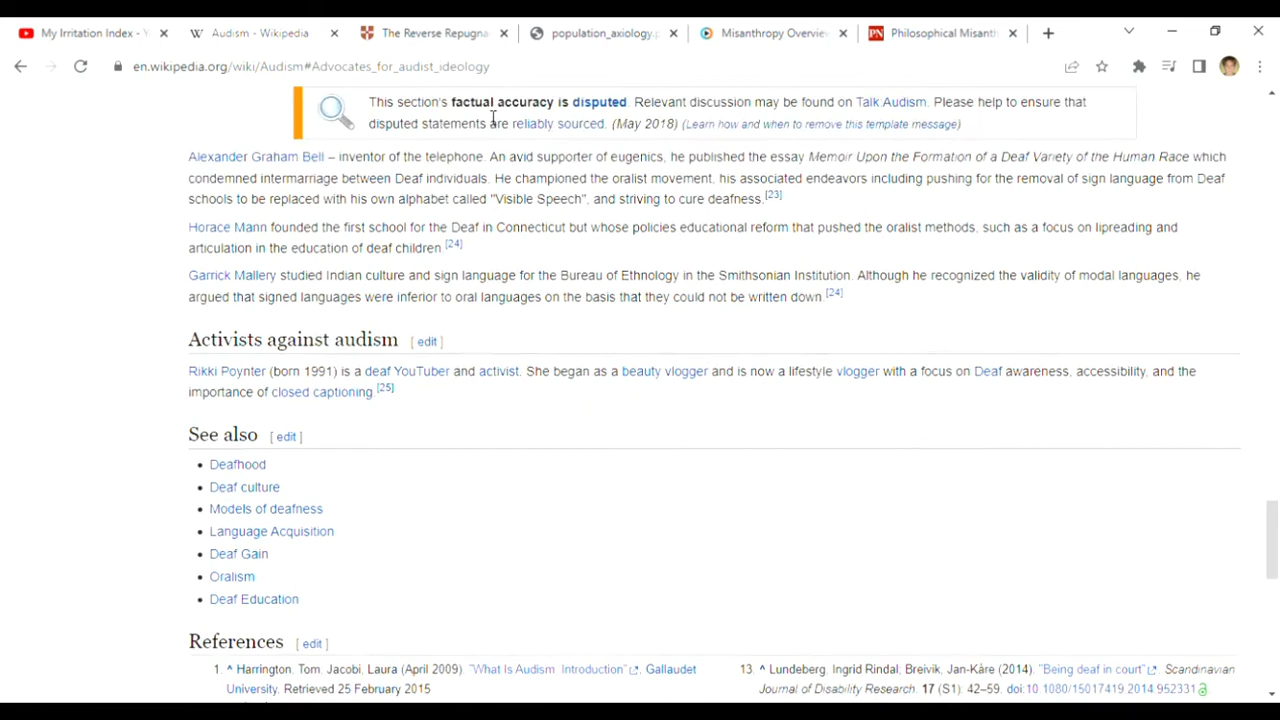 My Irritation Index - Y
Audism - Wikipedia
The Reverse Repugna
population_axiology.p
Misanthropy Overvie
Philosophical Misant
en.wikipedia.org/wiki/Audism#Advocates_for_audist_ideology
This section's factual accuracy is disputed. Relevant discussion may be found on Talk Audism. Please help to ensure that
disputed statements are reliably sourced. (May 2018) (Learn how and when to remove this template message)
Alexander Graham Bell – inventor of the telephone. An avid supporter of eugenics, he published the essay Memoir Upon the Formation of a Deaf Variety of the Human Race which
condemned intermarriage between Deaf individuals. He championed the oralist movement, his associated endeavors including pushing for the removal of sign language from Deaf
schools to be replaced with his own alphabet called "Visible Speech", and striving to cure deafness.[23]
Horace Mann founded the first school for the Deaf in Connecticut but whose policies educational reform that pushed the oralist methods, such as a focus on lipreading and
articulation in the education of deaf children [24]
Garrick Mallery studied Indian culture and sign language for the Bureau of Ethnology in the Smithsonian Institution. Although he recognized the validity of modal languages, he
argued that signed languages were inferior to oral languages on the basis that they could not be written down.[24]
Activists against audism [ edit ]
Rikki Poynter (born 1991) is a deaf YouTuber and activist. She began as a beauty vlogger and is now a lifestyle vlogger with a focus on Deaf awareness, accessibility, and the
importance of closed captioning.[25]
See also [ edit ]
• Deafhood
• Deaf culture
• Models of deafness
• Language Acquisition
• Deaf Gain
• Oralism
• Deaf Education
References [ edit ]
1. ^ Harrington, Tom, Jacobi, Laura (April 2009). "What Is Audism Introduction". Gallaudet
University. Retrieved 25 February 2015
13. ^ Lundeberg, Ingrid Rindal, Breivik, Jan-Kåre (2014). "Being deaf in court". Scandinavian
Journal of Disability Research. 17 (S1): 42–59. doi:10 1080/15017419 2014 952331